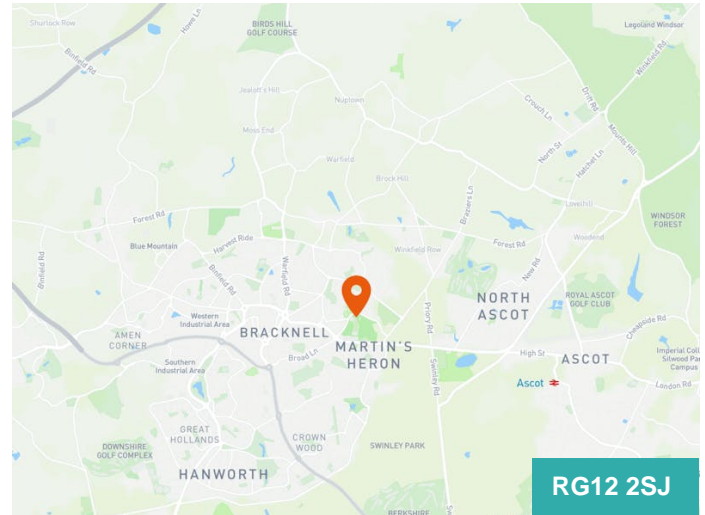 Shurlock Row
Howe Ln
BIRDS HILL
GOLF COURSE
Legoland Windsor
Binfield Rd
Winkfield Rd
Jealott's Hill
Nuptown
Drift Rd
Crouch Ln
Mounts Hill
Moss End
Warfield
North St
Hatchet Ln
Brock Hill
Braziers Ln
Lovelhill
WINDSOR
FOREST
Forest Rd
Blue Mountain
Harvest Ride
Winkfield Row
Forest Rd
Woodend
Binfield Rd
Warfield Rd
New Rd
Binfield Rd
NORTH
ASCOT
ROYAL ASCOT
GOLF CLUB
Western
Industrial Area
Priory Rd
Cheapside Rd
AMEN
CORNER
BRACKNELL
MARTIN'S
HERON
Broad Ln
High St
ASCOT
Imperial Coll
Silwood Par
Campus
Southern
Industrial Area
Swinley Rd
Ascot
London Rd
GREAT
HOLLANDS
CROWN
WOOD
DOWNSHIRE
GOLF COMPLEX
SWINLEY PARK
HANWORTH
RG12 2SJ
BERKSHIRE